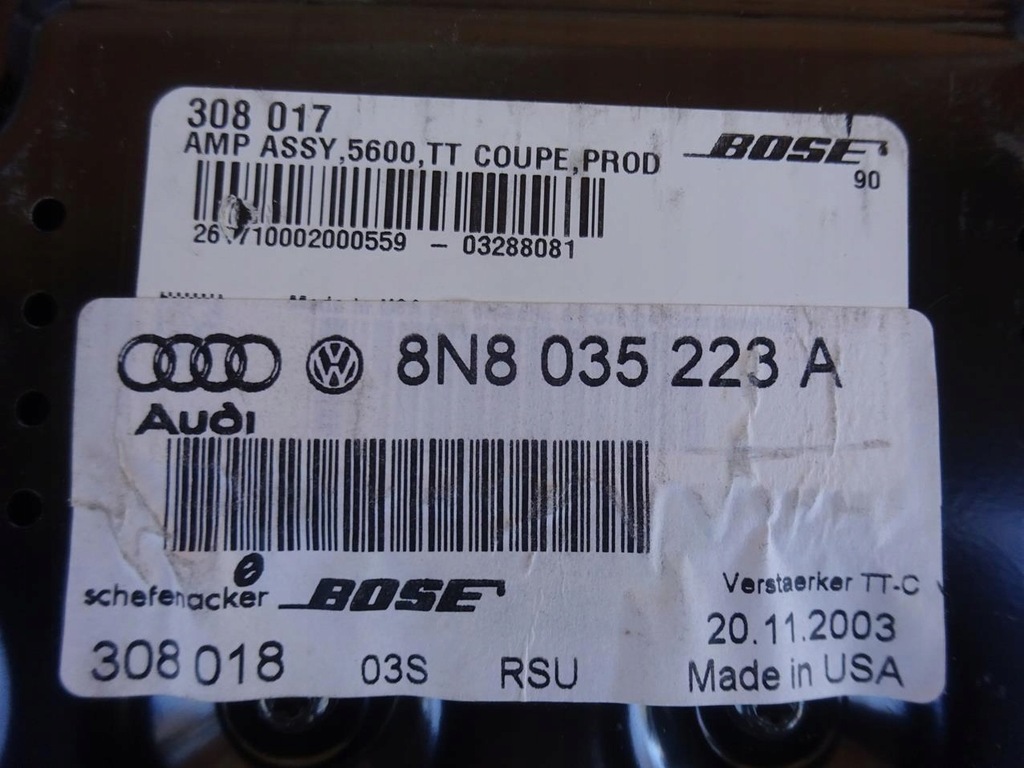 308 017
AMP ASSY,5600,TT COUPE,PROD
BOSE
90
710002000559 - 03288081
8N8 035 223 A
Audi
schefenacker BOSE
Verstaerker TT-C
20.11.2003
308 018 03S RSU Made in USA